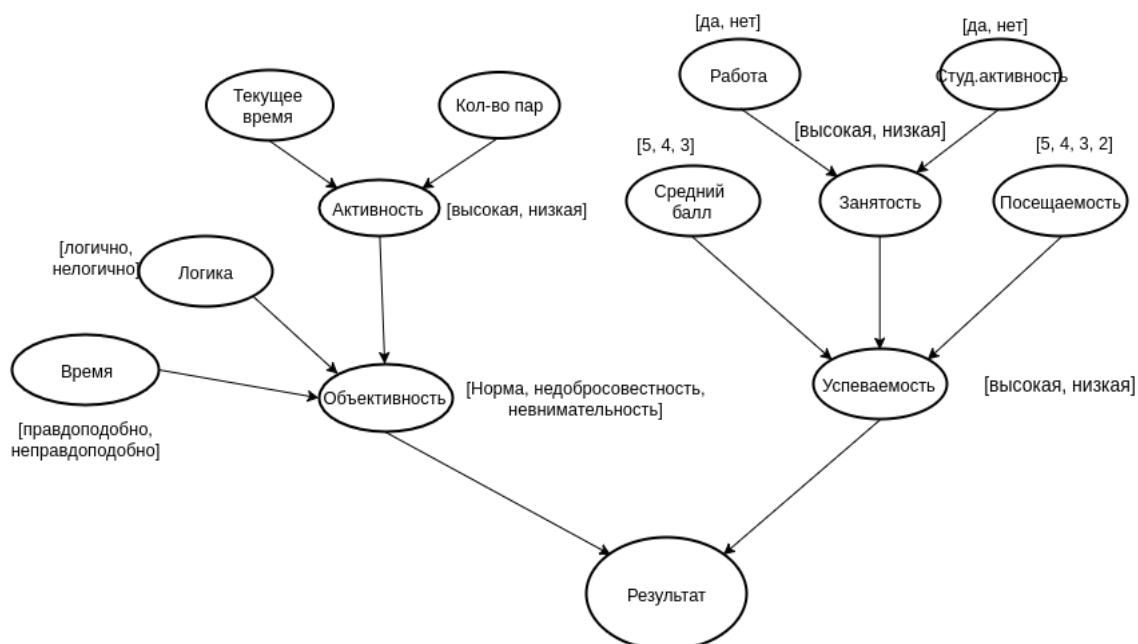 [да, нет]
[да, нет]
Работа
Студ.активность
Текущее
время
Кол-во пар
[высокая, низкая]
[5, 4, 3]
[5, 4, 3, 2]
Средний
балл
Занятость
Посещаемость
Активность
[высокая, низкая]
[логично,
нелогично]
Логика
Время
Объективность
[Норма, недобросовестность,
невнимательность]
Успеваемость
[высокая, низкая]
[правдоподобно,
неправдоподобно]
Результат